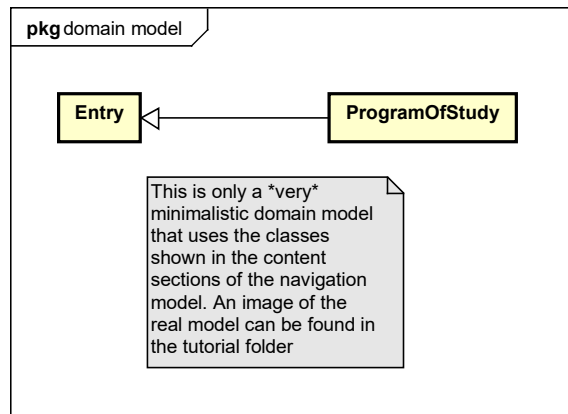 pkg domain model
Entry
ProgramOfStudy
This is only a *very*
minimalistic domain model
that uses the classes
shown in the content
sections of the navigation
model. An image of the
real model can be found in
the tutorial folder